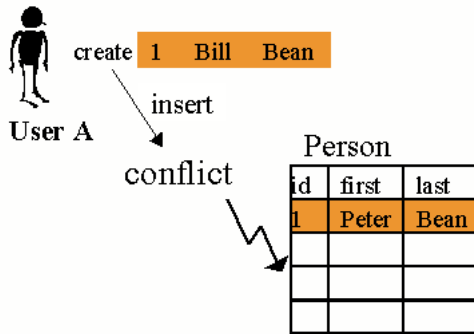 create 1 Bill Bean
insert
User A
conflict
Person
id first last
1 Peter Bean